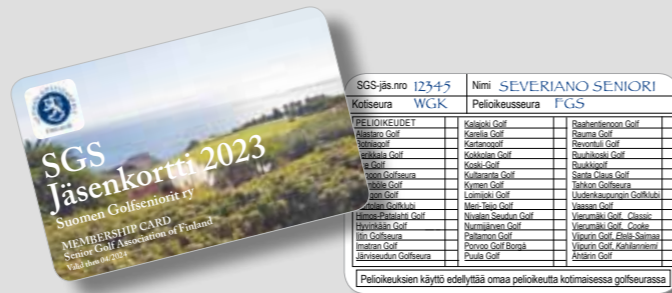 SGS
Jäsenkortti 2023
Suomen Golfseniorit ry
MEMBERSHIP CARD
Senior Golf Association of Finland
Valid thru 04/2024
SGS-jäs.nro 12345 Nimi SEVERIANO SENIORI
Kotiseura WGK Pelioikeusseura FGS
PELIOIKEUDET Kalajoki Golf Raahentienoon Golf
Alastaro Golf Karelia Golf Rauma Golf
Kartanogolf Revontuli Golf
Golf Kokkolan Golf Ruuhikoski Golf
Golf Koski-Golf Ruukkigolf
Golfseura Kultaranta Golf Santa Claus Golf
Golf Kymen Golf Tahkon Golfseura
Golf Loimijoki Golf Uudenkaupungin Golfklubi
Golfklubi Meri-Teijo Golf Vaasan Golf
Himos-Patalahti Golf Nivalan Seudun Golf Vierumäki Golf, Classic
Hyvinkään Golf Nurmijärven Golf Vierumäki Golf, Cooke
Iitin Golfseura Paltamon Golf Viipurin Golf, Etelä-Saimaa
Imatran Golf Porvoo Golf Borgå Viipurin Golf, Kahilanniemi
Järviseudun Golfseura Puula Golf Ähtärin Golf
Pelioikeuksien käyttö edellyttää omaa pelioikeutta kotimaisessa golfseurassa